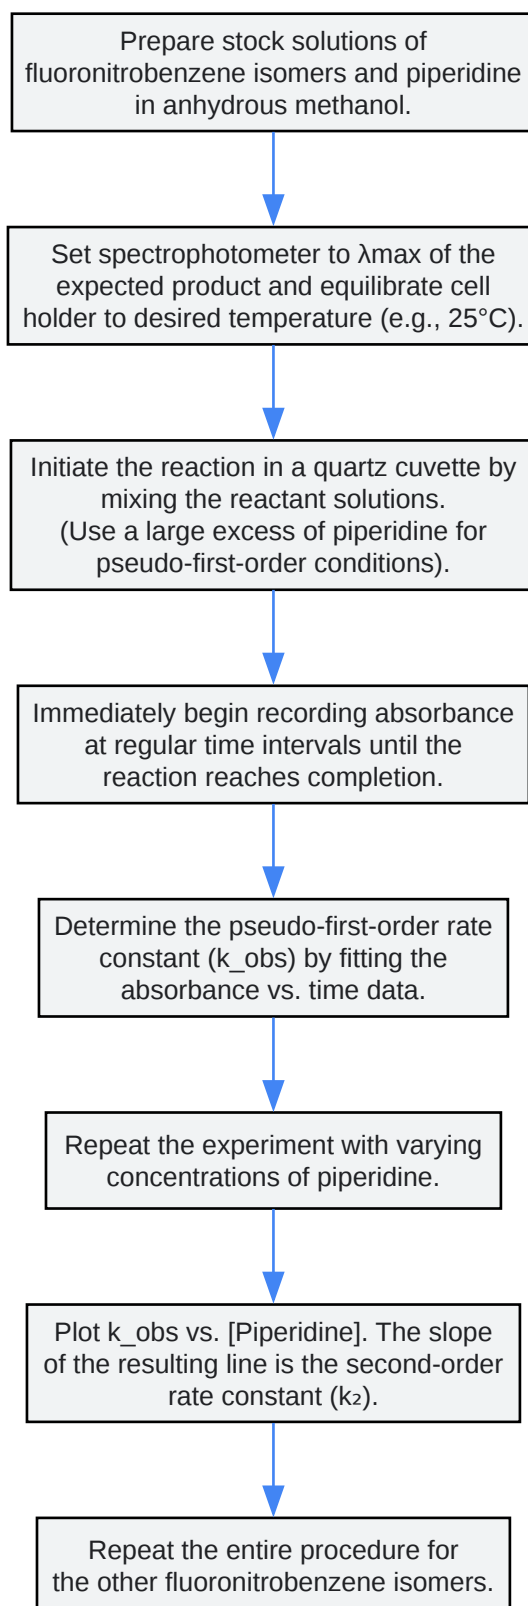 Prepare stock solutions of
fluoronitrobenzene isomers and piperidine
in anhydrous methanol.
Set spectrophotometer to λmax of the
expected product and equilibrate cell
holder to desired temperature (e.g., 25°C).
Initiate the reaction in a quartz cuvette by
mixing the reactant solutions.
(Use a large excess of piperidine for
pseudo-first-order conditions).
Immediately begin recording absorbance
at regular time intervals until the
reaction reaches completion.
Determine the pseudo-first-order rate
constant (k_obs) by fitting the
absorbance vs. time data.
Repeat the experiment with varying
concentrations of piperidine.
Plot k_obs vs. [Piperidine]. The slope
of the resulting line is the second-order
rate constant (k₂).
Repeat the entire procedure for
the other fluoronitrobenzene isomers.